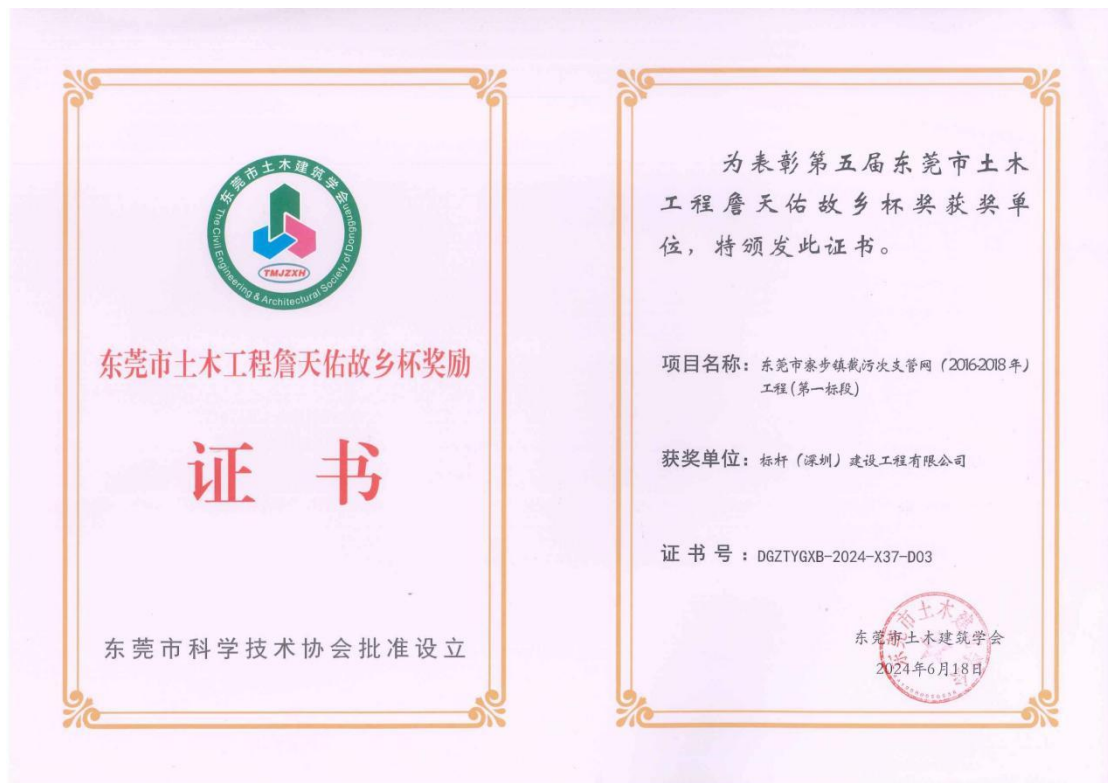 东莞市土木建筑学会
The Civil Engineering & Architectural Society of Dongguan
TMJZXH
东莞市土木工程詹天佑故乡杯奖励
证 书
东莞市科学技术协会批准设立
为表彰第五届东莞市土木
工程詹天佑故乡杯奖获奖单
位，特颁发此证书。
项目名称：东莞市寮步镇截污次支管网（2016-2018年）
工程（第一标段）
获奖单位：标杆（深圳）建设工程有限公司
证 书 号：DGZTYGXB-2024-X37-D03
东莞市土木建筑学会
2024年6月18日